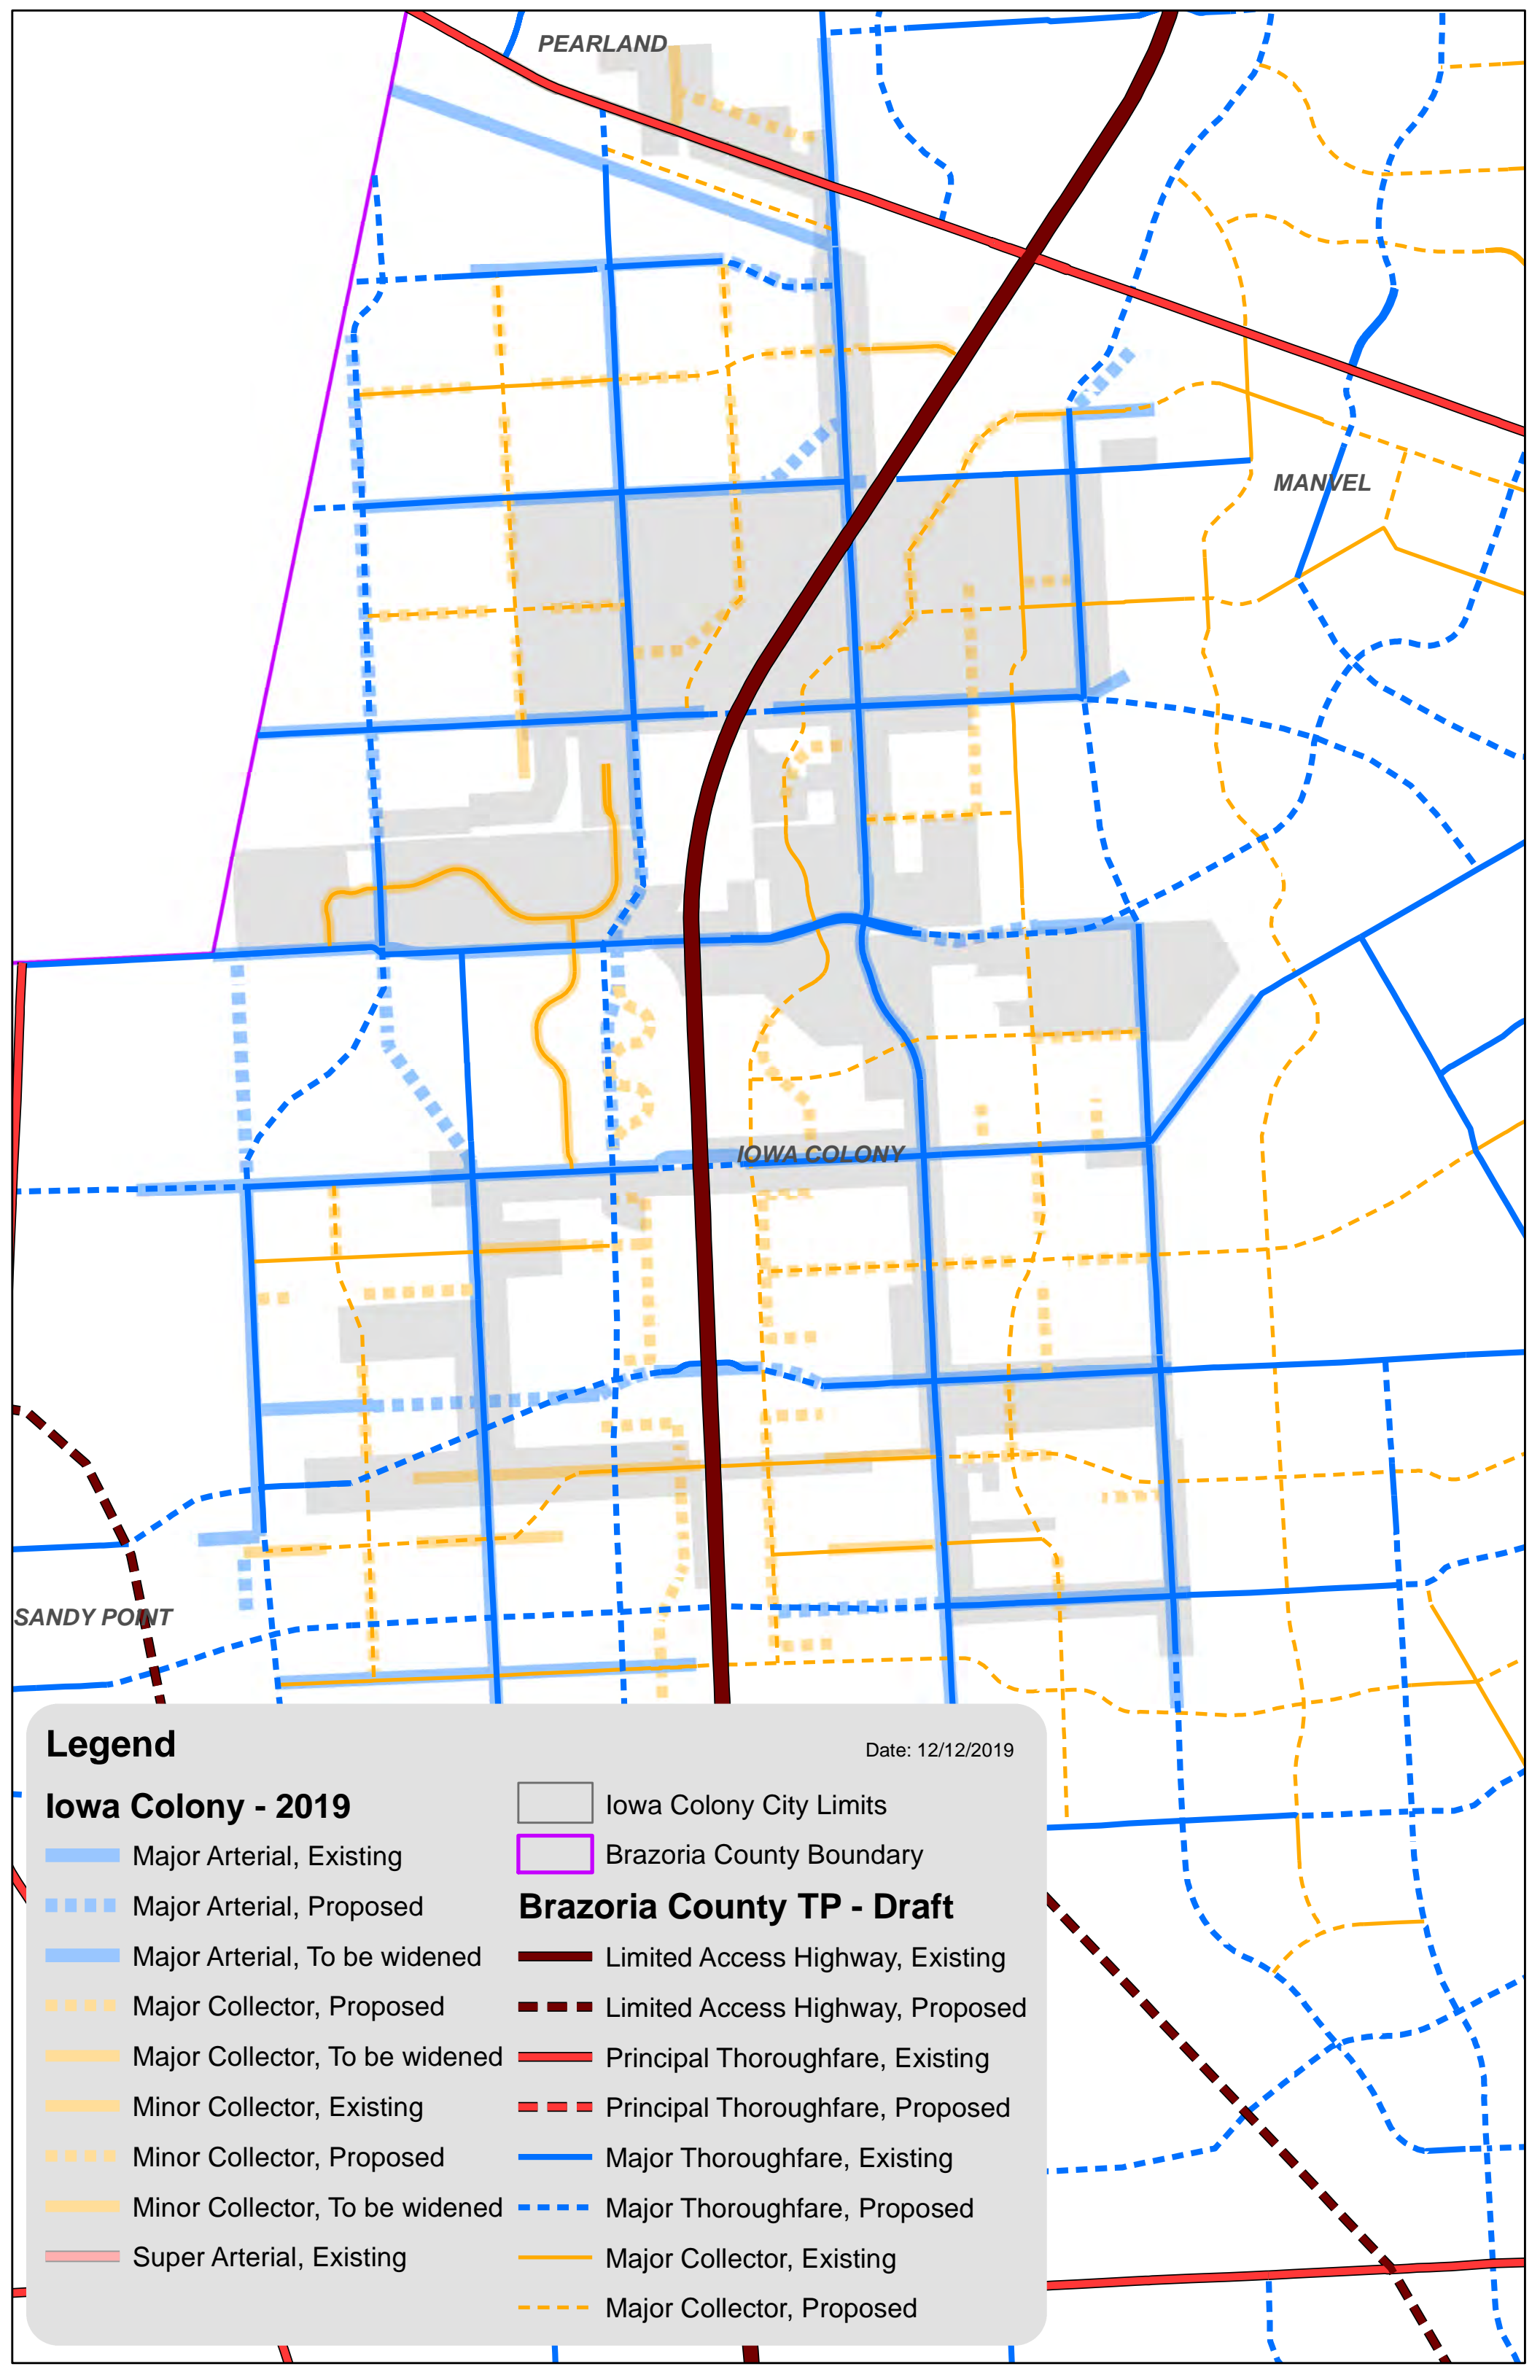 PEARLAND
MANVEL
IOWA COLONY
SANDY POINT
Legend
Date: 12/12/2019
Iowa Colony - 2019
Major Arterial, Existing
Major Arterial, Proposed
Major Arterial, To be widened
Major Collector, Proposed
Major Collector, To be widened
Minor Collector, Existing
Minor Collector, Proposed
Minor Collector, To be widened
Super Arterial, Existing
Iowa Colony City Limits
Brazoria County Boundary
Brazoria County TP - Draft
Limited Access Highway, Existing
Limited Access Highway, Proposed
Principal Thoroughfare, Existing
Principal Thoroughfare, Proposed
Major Thoroughfare, Existing
Major Thoroughfare, Proposed
Major Collector, Existing
Major Collector, Proposed